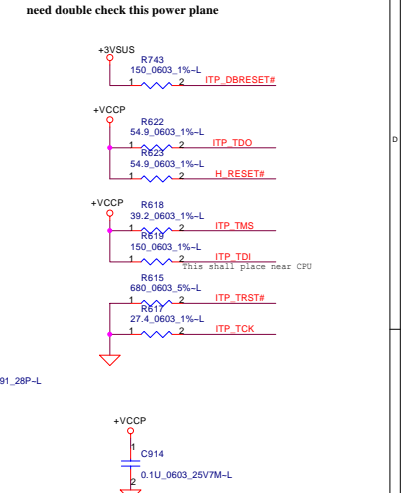 need double check this power plane
+3VSUS
R743
150_0603_1%~L
1 2 ITP_DBRESET#
+VCCP
R622
54.9_0603_1%~L
1 2 ITP_TDO
R623
54.9_0603_1%~L
1 2 H_RESET#
D
+VCCP
R618
39.2_0603_1%~L
1 2 ITP_TMS
R619
150_0603_1%~L
1 2 ITP_TDI
This shall place near CPU
R615
680_0603_5%~L
1 2 ITP_TRST#
R617
27.4_0603_1%~L
1 2 ITP_TCK
91_28P~L
+VCCP
1
C914
0.1U_0603_25V7M~L
2